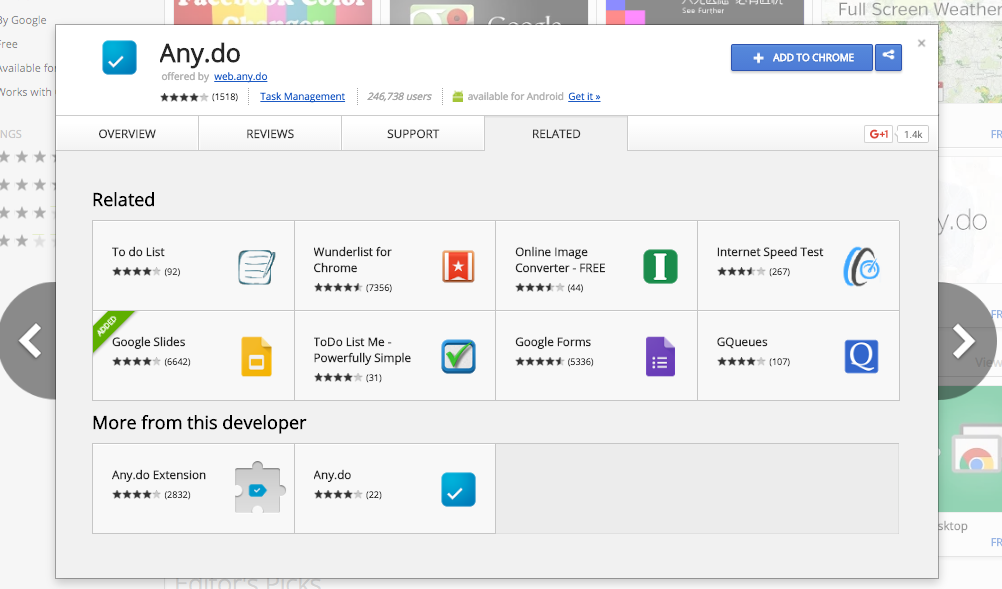 Facebook Color
Changer
Google
See Further
Full Screen Weather
By Google
Free
Available for
Works with
NGS
Any.do
offered by web.any.do
(1518)
Task Management
246,738 users
available for Android Get it »
ADD TO CHROME
×
OVERVIEW
REVIEWS
SUPPORT
RELATED
G+1
1.4k
FR
Related
To do List
(92)
Wunderlist for
Chrome
(7356)
Online Image
Converter - FREE
(44)
I
Internet Speed Test
(267)
y.do
ADDED
Google Slides
(6642)
ToDo List Me -
Powerfully Simple
(31)
Google Forms
(5336)
GQueues
(107)
Q
FR
View
More from this developer
Any.do Extension
(2832)
Any.do
(22)
sktop
FR
Editor's Picks